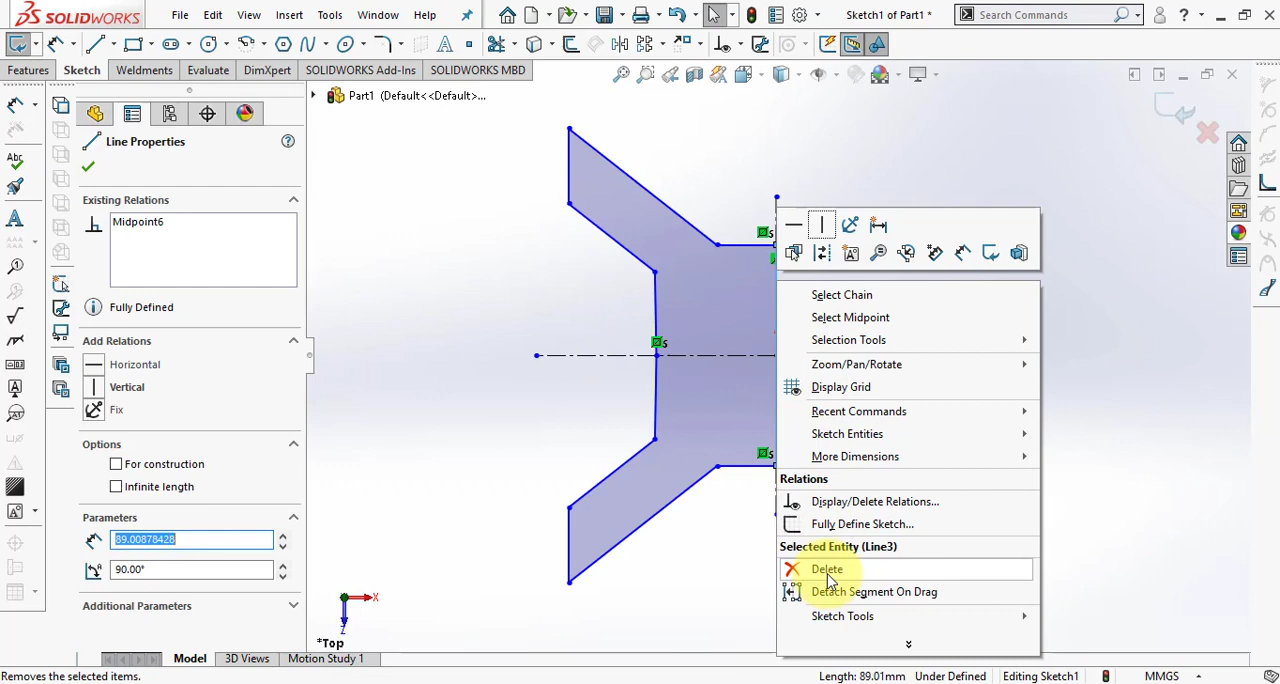 SOLIDWORKS File Edit View Insert Tools Window Help Sketch1 of Part1 * Search Commands
Features Sketch Weldments Evaluate DimXpert SOLIDWORKS Add-Ins SOLIDWORKS MBD
Part1 (Default<<Default>...
Line Properties
Existing Relations
Midpoint6
Fully Defined
Add Relations
Horizontal
Vertical
Fix
Options
For construction
Infinite length
Parameters
89.00878428
90.00°
Additional Parameters
Select Chain
Select Midpoint
Selection Tools
Zoom/Pan/Rotate
Display Grid
Recent Commands
Sketch Entities
More Dimensions
Relations
Display/Delete Relations...
Fully Define Sketch...
Selected Entity (Line3)
Delete
Detach Segment On Drag
Sketch Tools
X
Z
*Top
Model 3D Views Motion Study 1
Removes the selected items. Length: 89.01mm Under Defined Editing Sketch1 MMGS